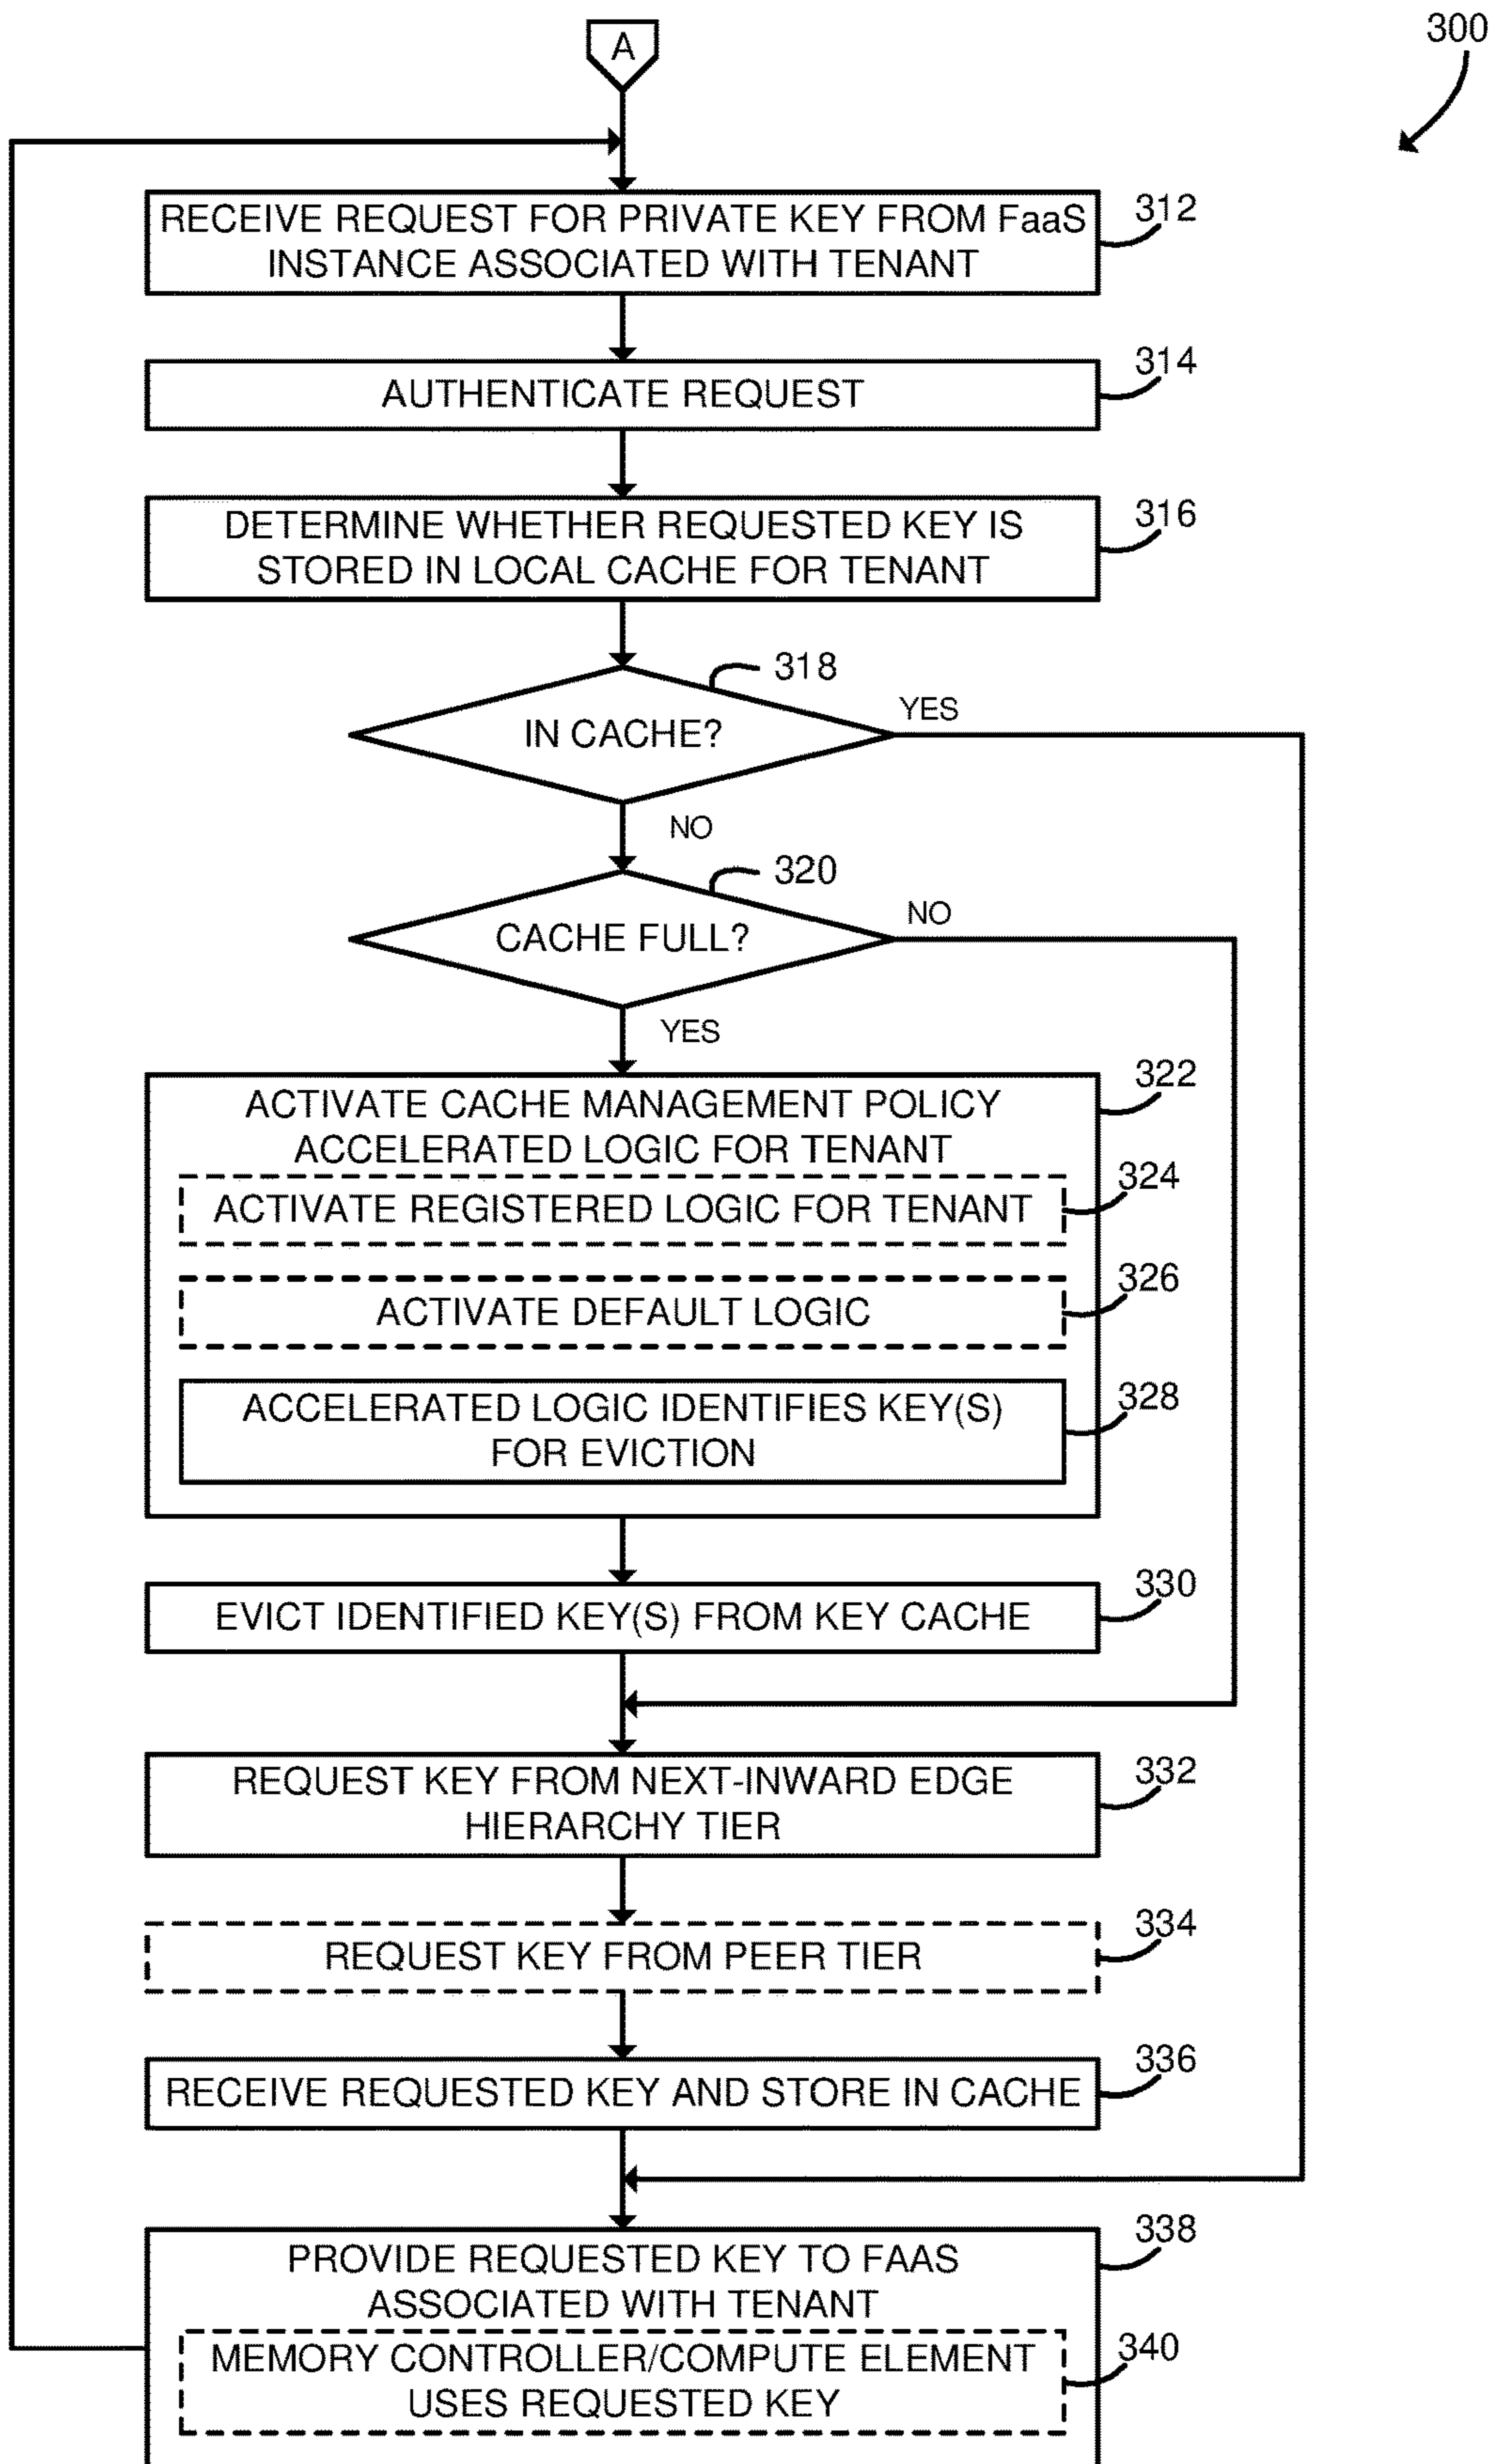 A
300
RECEIVE REQUEST FOR PRIVATE KEY FROM FaaS
INSTANCE ASSOCIATED WITH TENANT
312
AUTHENTICATE REQUEST
314
DETERMINE WHETHER REQUESTED KEY IS
STORED IN LOCAL CACHE FOR TENANT
316
318
IN CACHE?
YES
NO
320
CACHE FULL?
NO
YES
ACTIVATE CACHE MANAGEMENT POLICY
ACCELERATED LOGIC FOR TENANT
322
ACTIVATE REGISTERED LOGIC FOR TENANT
324
ACTIVATE DEFAULT LOGIC
326
ACCELERATED LOGIC IDENTIFIES KEY(S)
FOR EVICTION
328
EVICT IDENTIFIED KEY(S) FROM KEY CACHE
330
REQUEST KEY FROM NEXT-INWARD EDGE
HIERARCHY TIER
332
REQUEST KEY FROM PEER TIER
334
RECEIVE REQUESTED KEY AND STORE IN CACHE
336
PROVIDE REQUESTED KEY TO FAAS
ASSOCIATED WITH TENANT
338
MEMORY CONTROLLER/COMPUTE ELEMENT
USES REQUESTED KEY
340